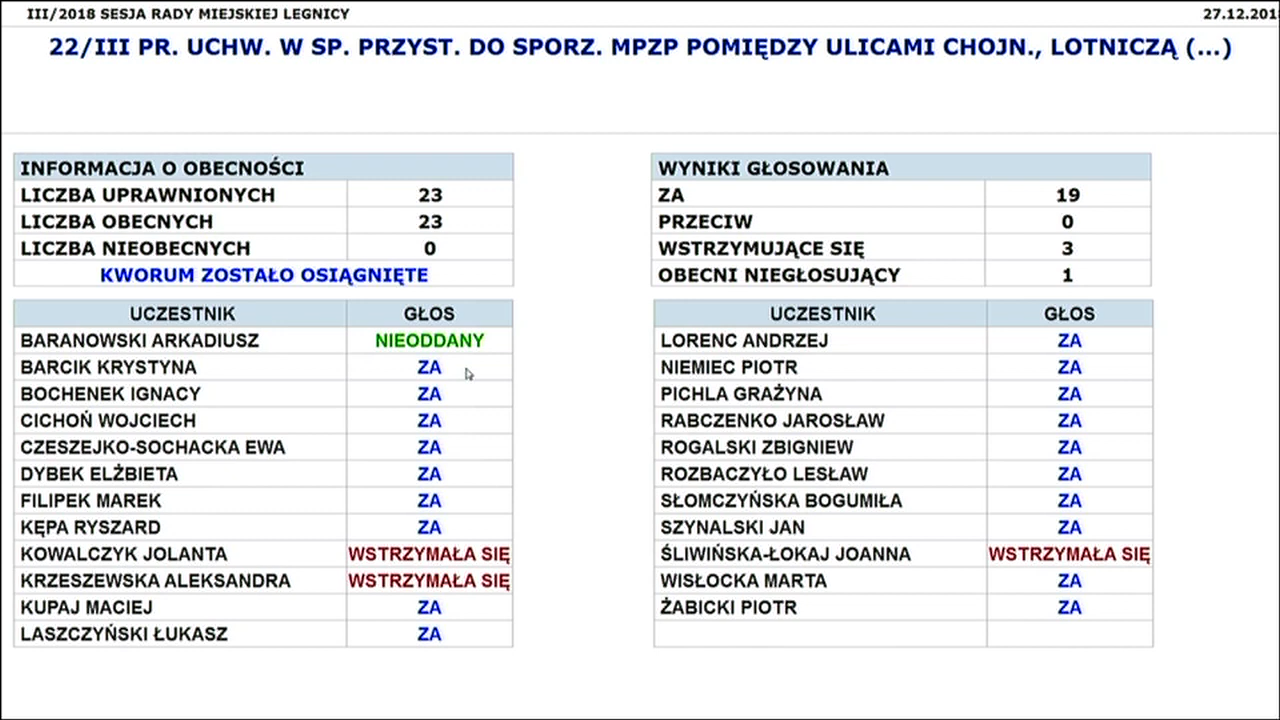 III/2018 SESJA RADY MIEJSKIEJ LEGNICY
27.12.201
22/III PR. UCHW. W SP. PRZYST. DO SPORZ. MPZP POMIĘDZY ULICAMI CHOJN., LOTNICZĄ (...)
INFORMACJA O OBECNOŚCI
LICZBA UPRAWNIONYCH 23
LICZBA OBECNYCH 23
LICZBA NIEOBECNYCH 0
KWORUM ZOSTAŁO OSIĄGNIĘTE
WYNIKI GŁOSOWANIA
ZA 19
PRZECIW 0
WSTRZYMUJĄCE SIĘ 3
OBECNI NIEGŁOSUJĄCY 1
UCZESTNIK GŁOS
BARANOWSKI ARKADIUSZ NIEODDANY
BARCIK KRYSTYNA ZA
BOCHENEK IGNACY ZA
CICHOŃ WOJCIECH ZA
CZESZEJKO-SOCHACKA EWA ZA
DYBEK ELŻBIETA ZA
FILIPEK MAREK ZA
KĘPA RYSZARD ZA
KOWALCZYK JOLANTA WSTRZYMAŁA SIĘ
KRZESZEWSKA ALEKSANDRA WSTRZYMAŁA SIĘ
KUPAJ MACIEJ ZA
LASZCZYŃSKI ŁUKASZ ZA
UCZESTNIK GŁOS
LORENC ANDRZEJ ZA
NIEMIEC PIOTR ZA
PICHLA GRAŻYNA ZA
RABCZENKO JAROSŁAW ZA
ROGALSKI ZBIGNIEW ZA
ROZBACZYŁO LESŁAW ZA
SŁOMCZYŃSKA BOGUMIŁA ZA
SZYNALSKI JAN ZA
ŚLIWIŃSKA-ŁOKAJ JOANNA WSTRZYMAŁA SIĘ
WISŁOCKA MARTA ZA
ŻABICKI PIOTR ZA